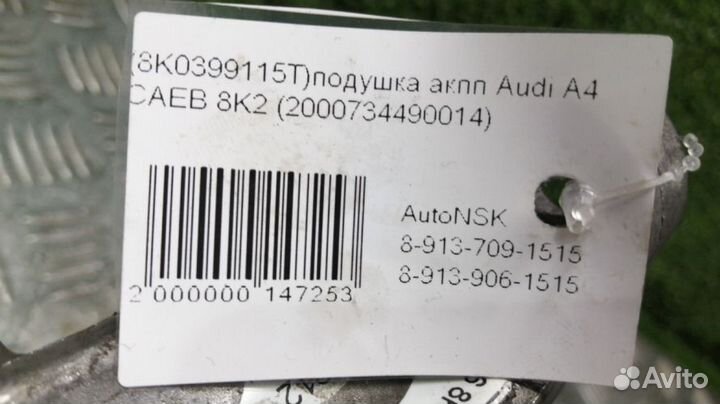 (8K0399115T)подушка акпп Audi A4
CAEB 8K2 (2000734490014)
AutoNSK
8-913-709-1515
8-913-906-1515
2 000000 147253
Avito